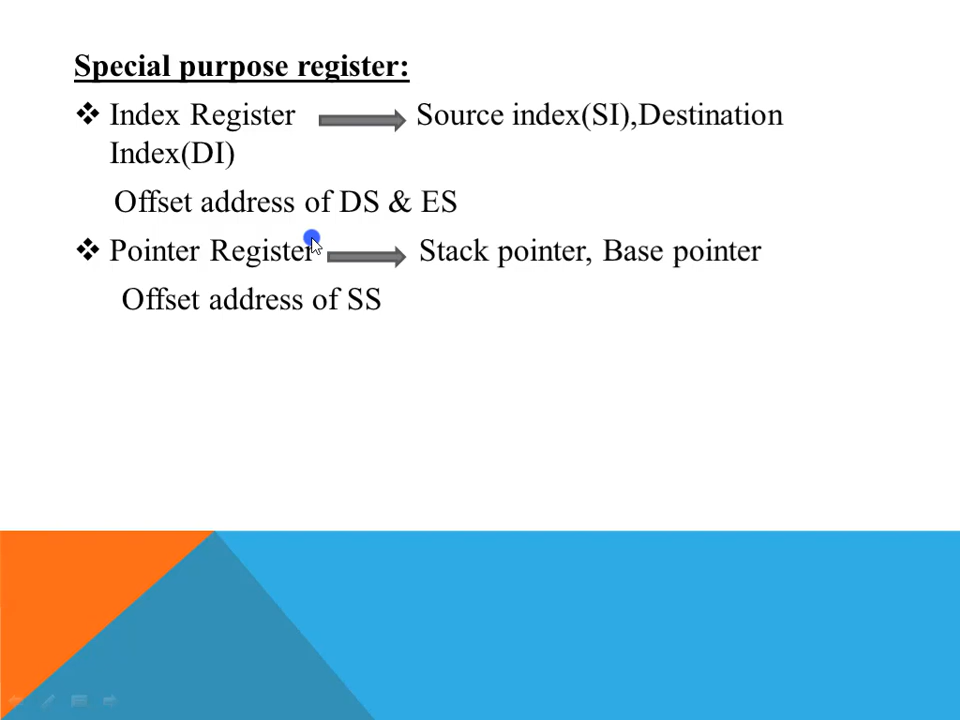 Special purpose register:
❖ Index Register Source index(SI),Destination
Index(DI)
Offset address of DS & ES
❖ Pointer Register Stack pointer, Base pointer
Offset address of SS